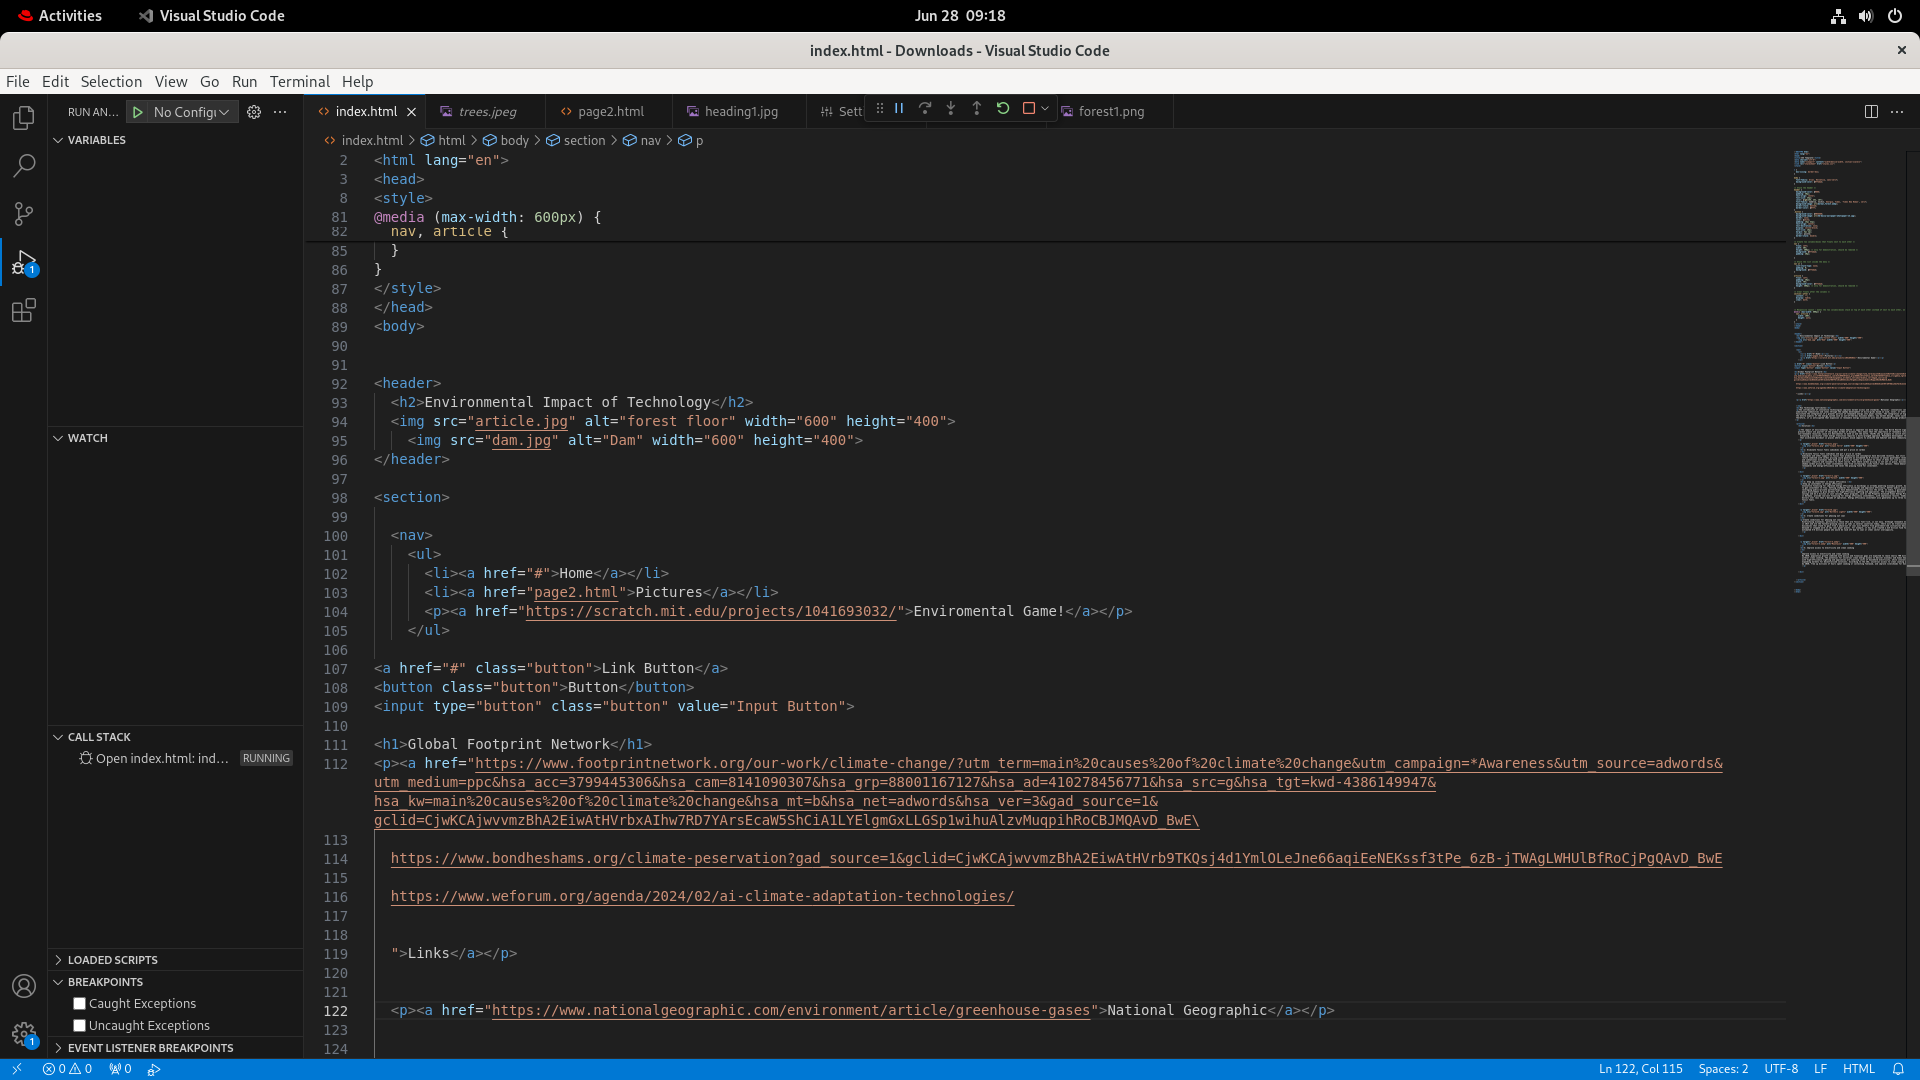 Activities
Visual Studio Code
Jun 28 09:18
index.html - Downloads - Visual Studio Code
File Edit Selection View Go Run Terminal Help
RUN AN...
No Config
index.html
trees.jpeg
page2.html
heading1.jpg
Sett
forest1.png
index.html > html > body > section > nav > p
VARIABLES
WATCH
CALL STACK
Open index.html: ind...
RUNNING
LOADED SCRIPTS
BREAKPOINTS
Caught Exceptions
Uncaught Exceptions
EVENT LISTENER BREAKPOINTS
1
1
2 <html lang="en">
3 <head>
8 <style>
81 @media (max-width: 600px) {
82 nav, article {
85 }
86 }
87 </style>
88 </head>
89 <body>
90
91
92 <header>
93 <h2>Environmental Impact of Technology</h2>
94 <img src="article.jpg" alt="forest floor" width="600" height="400">
95 <img src="dam.jpg" alt="Dam" width="600" height="400">
96 </header>
97
98 <section>
99
100 <nav>
101 <ul>
102 <li><a href="#">Home</a></li>
103 <li><a href="page2.html">Pictures</a></li>
104 <p><a href="https://scratch.mit.edu/projects/1041693032/">Enviromental Game!</a></p>
105 </ul>
106
107 <a href="#" class="button">Link Button</a>
108 <button class="button">Button</button>
109 <input type="button" class="button" value="Input Button">
110
111 <h1>Global Footprint Network</h1>
112 <p><a href="https://www.footprintnetwork.org/our-work/climate-change/?utm_term=main%20causes%20of%20climate%20change&utm_campaign=*Awareness&utm_source=adwords&
utm_medium=ppc&hsa_acc=3799445306&hsa_cam=8141090307&hsa_grp=88001167127&hsa_ad=410278456771&hsa_src=g&hsa_tgt=kwd-4386149947&
hsa_kw=main%20causes%20of%20climate%20change&hsa_mt=b&hsa_net=adwords&hsa_ver=3&gad_source=1&
gclid=CjwKCAjwvvmzBhA2EiwAtHVrbxAIhw7RD7YArsEcaW5ShCiA1LYElgmGxLLGSp1wihuAlzvMuqpihRoCBJMQAvD_BwE\
113
114 https://www.bondheshams.org/climate-peservation?gad_source=1&gclid=CjwKCAjwvvmzBhA2EiwAtHVrb9TKQsj4d1YmlOLeJne66aqiEeNEKssf3tPe_6zB-jTWAgLWHUlBfRoCjPgQAvD_BwE
115
116 https://www.weforum.org/agenda/2024/02/ai-climate-adaptation-technologies/
117
118
119 ">Links</a></p>
120
121
122 <p><a href="https://www.nationalgeographic.com/environment/article/greenhouse-gases">National Geographic</a></p>
123
124
0 0 0
Ln 122, Col 115 Spaces: 2 UTF-8 LF HTML